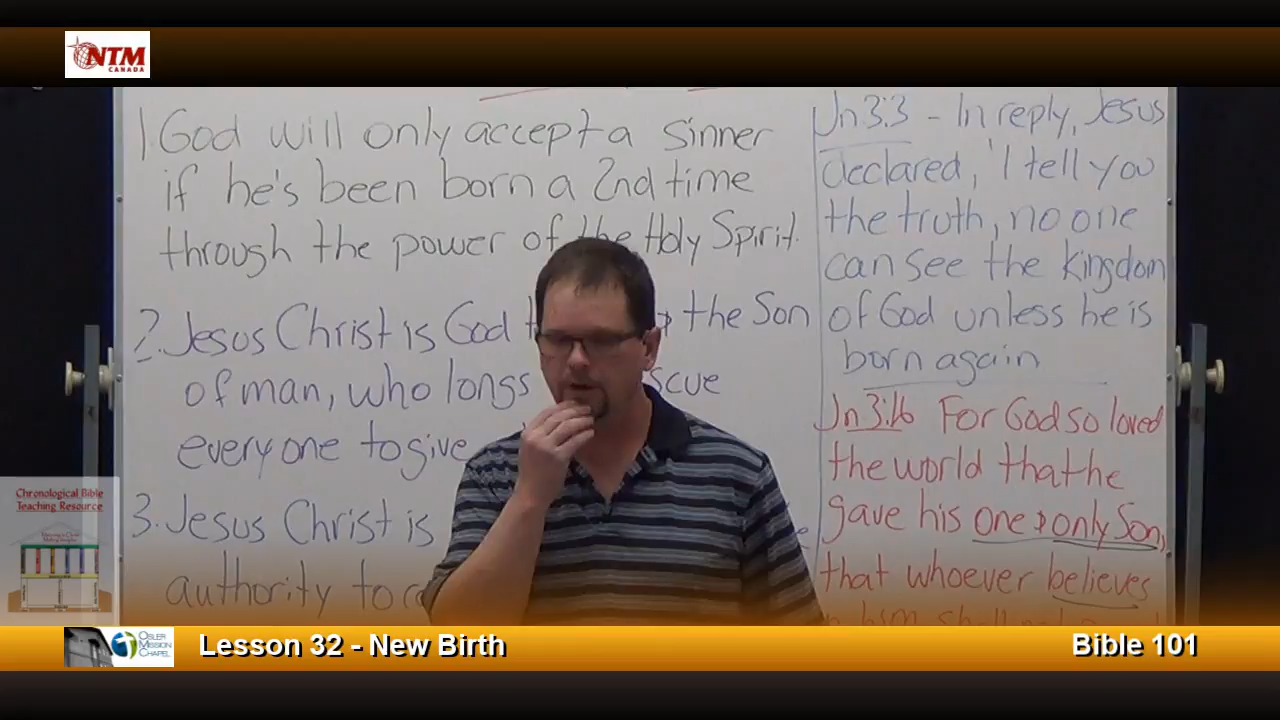 NTM
CANADA
1. God will only accept a sinner
if he's been born a 2nd time
through the power of the Holy Spirit.
2. Jesus Christ is God the Son
of man, who longs scue
everyone to give
3. Jesus Christ is
authority to
Jn 3:3 - In reply, Jesus
declared, 'I tell you
the truth, no one
can see the kingdom
of God unless he is
born again
Jn 3:16 For God so loved
the world that he
gave his one & only Son,
that whoever believes
Chronological Bible
Teaching Resource
OSLER
MISSION
CHAPEL
Lesson 32 - New Birth
Bible 101